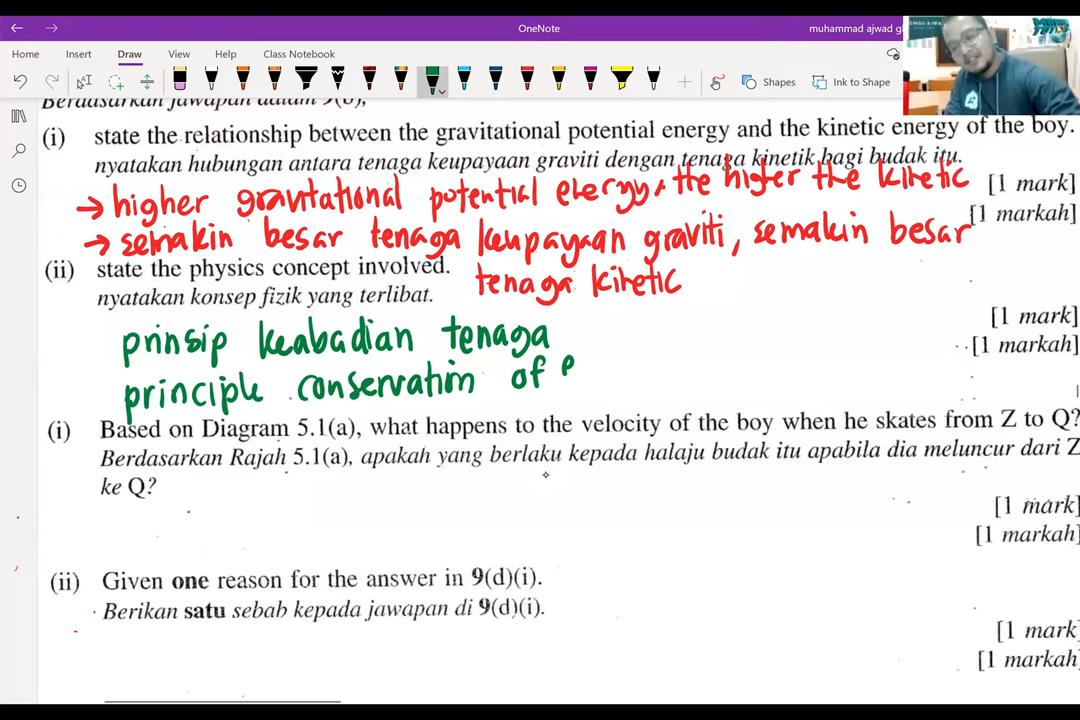 OneNote
muhammad ajwad
Home Insert Draw View Help Class Notebook
Shapes Ink to Shape
Berdasarkan jawapan dalam 9(b),
(i) state the relationship between the gravitational potential energy and the kinetic energy of the boy.
nyatakan hubungan antara tenaga keupayaan graviti dengan tenaga kinetik bagi budak itu.
→ higher gravitational potential energy, the higher the kinetic
[1 mark]
→ semakin besar tenaga keupayaan graviti, semakin besar
[1 markah]
tenaga kinetic
(ii) state the physics concept involved.
nyatakan konsep fizik yang terlibat.
[1 mark]
[1 markah]
prinsip keabadian tenaga
principle conservation of e
(i) Based on Diagram 5.1(a), what happens to the velocity of the boy when he skates from Z to Q?
Berdasarkan Rajah 5.1(a), apakah yang berlaku kepada halaju budak itu apabila dia meluncur dari Z
ke Q?
[1 mark]
[1 markah]
(ii) Given one reason for the answer in 9(d)(i).
Berikan satu sebab kepada jawapan di 9(d)(i).
[1 mark]
[1 markah]